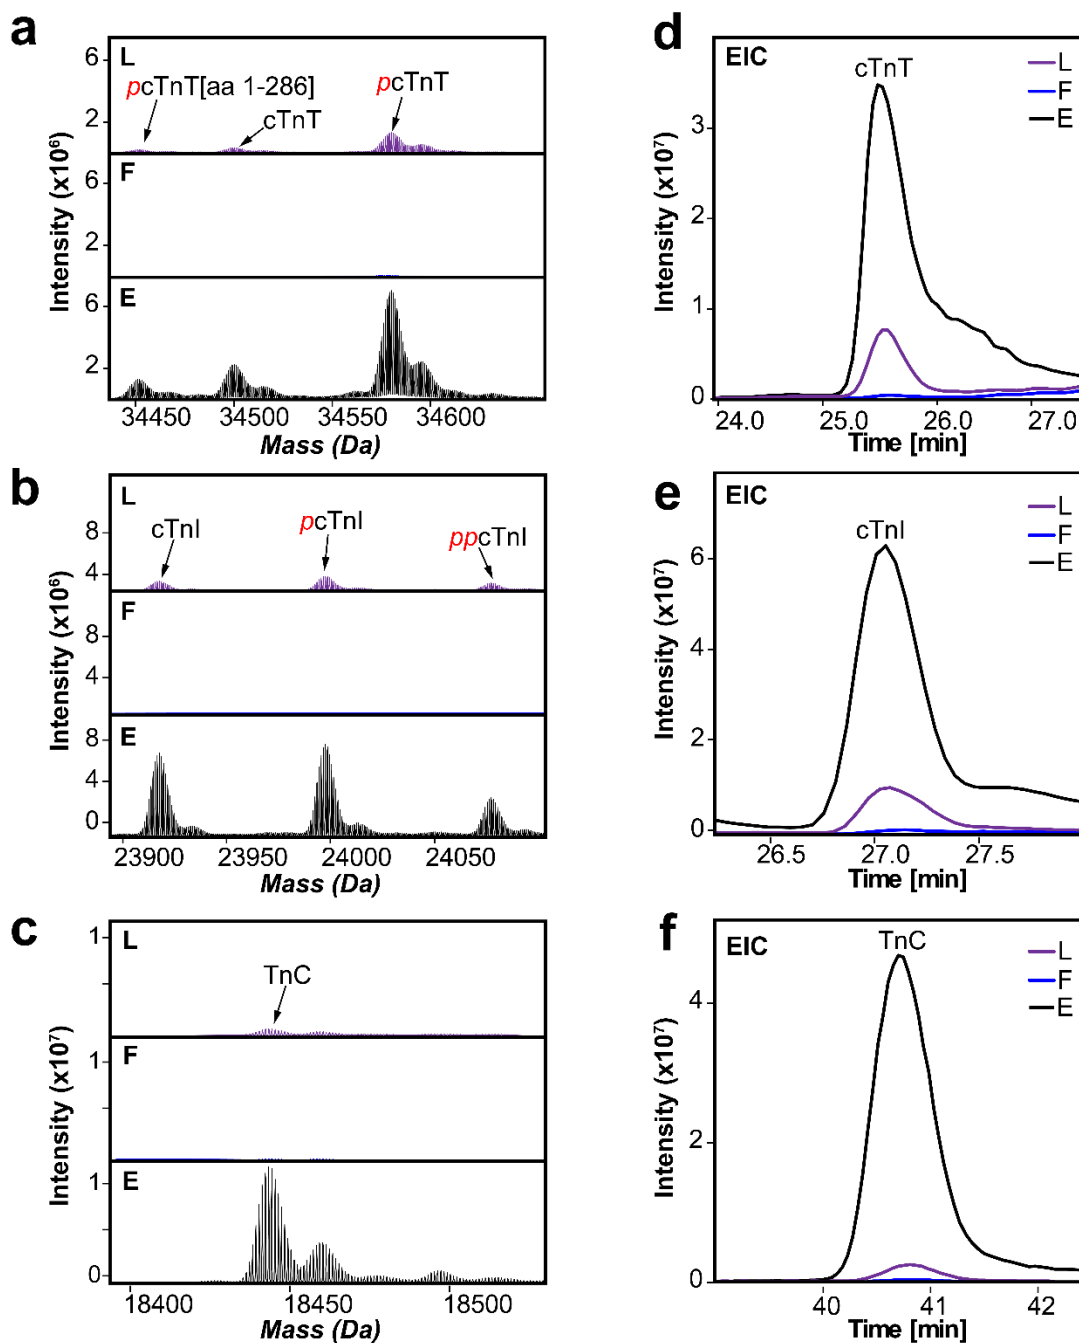 a
L
6
2
pcTnT[aa 1-286]
cTnT
pcTnT
F
6
2
E
6
2
Intensity (x10⁶)
34450 34500 34550 34600
Mass (Da)
d
EIC
cTnT
L
F
E
3
2
1
0
Intensity (x10⁷)
24.0 25.0 26.0 27.0
Time [min]
b
L
8
4
cTnI
pcTnI
ppcTnI
F
8
4
E
8
4
0
Intensity (x10⁶)
23900 23950 24000 24050
Mass (Da)
e
EIC
cTnI
L
F
E
6
4
2
0
Intensity (x10⁷)
26.5 27.0 27.5
Time [min]
c
L
1
TnC
F
1
E
1
0
Intensity (x10⁷)
18400 18450 18500
Mass (Da)
f
EIC
TnC
L
F
E
4
2
0
Intensity (x10⁷)
40 41 42
Time [min]